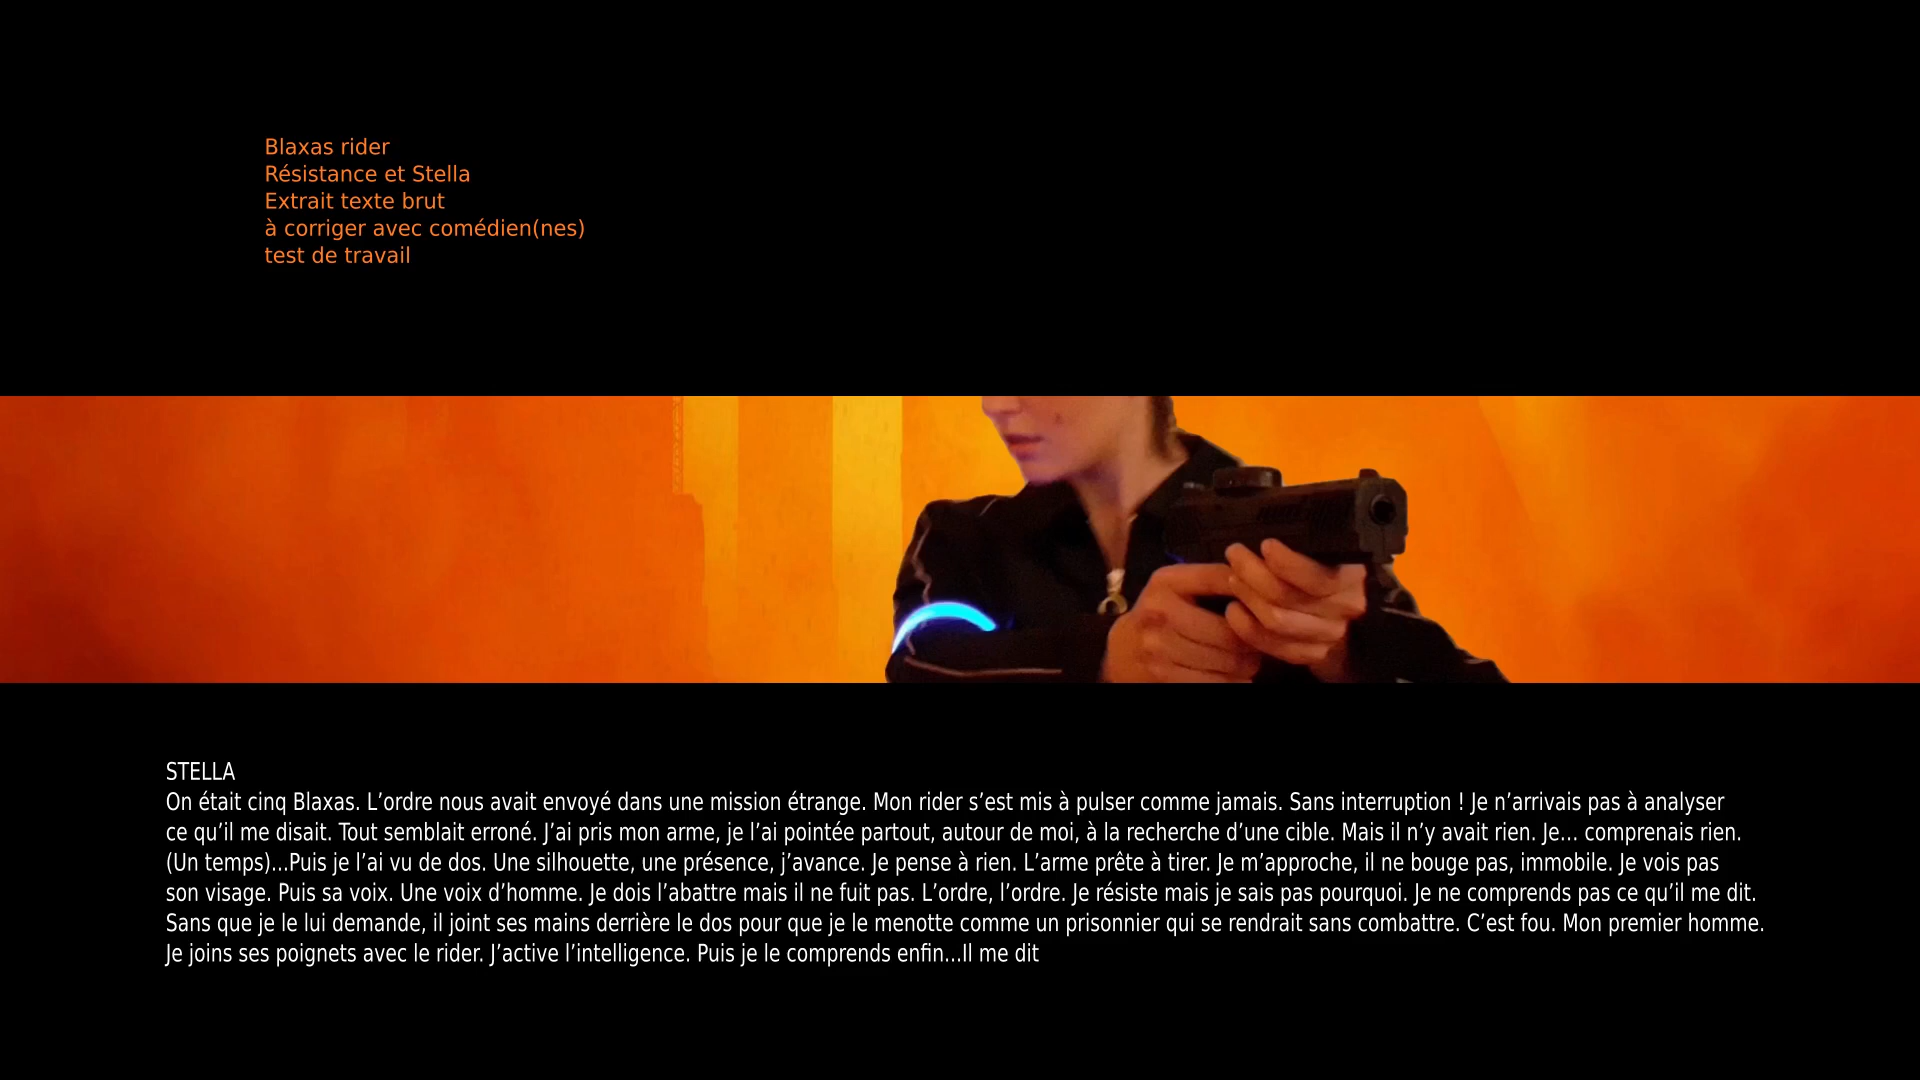 Blaxas rider
Résistance et Stella
Extrait texte brut
à corriger avec comédien(nes)
test de travail
STELLA
On était cinq Blaxas. L’ordre nous avait envoyé dans une mission étrange. Mon rider s’est mis à pulser comme jamais. Sans interruption ! Je n’arrivais pas à analyser
ce qu’il me disait. Tout semblait erroné. J’ai pris mon arme, je l’ai pointée partout, autour de moi, à la recherche d’une cible. Mais il n’y avait rien. Je... comprenais rien.
(Un temps)...Puis je l’ai vu de dos. Une silhouette, une présence, j’avance. Je pense à rien. L’arme prête à tirer. Je m’approche, il ne bouge pas, immobile. Je vois pas
son visage. Puis sa voix. Une voix d’homme. Je dois l’abattre mais il ne fuit pas. L’ordre, l’ordre. Je résiste mais je sais pas pourquoi. Je ne comprends pas ce qu’il me dit.
Sans que je le lui demande, il joint ses mains derrière le dos pour que je le menotte comme un prisonnier qui se rendrait sans combattre. C’est fou. Mon premier homme.
Je joins ses poignets avec le rider. J’active l’intelligence. Puis je le comprends enfin...Il me dit